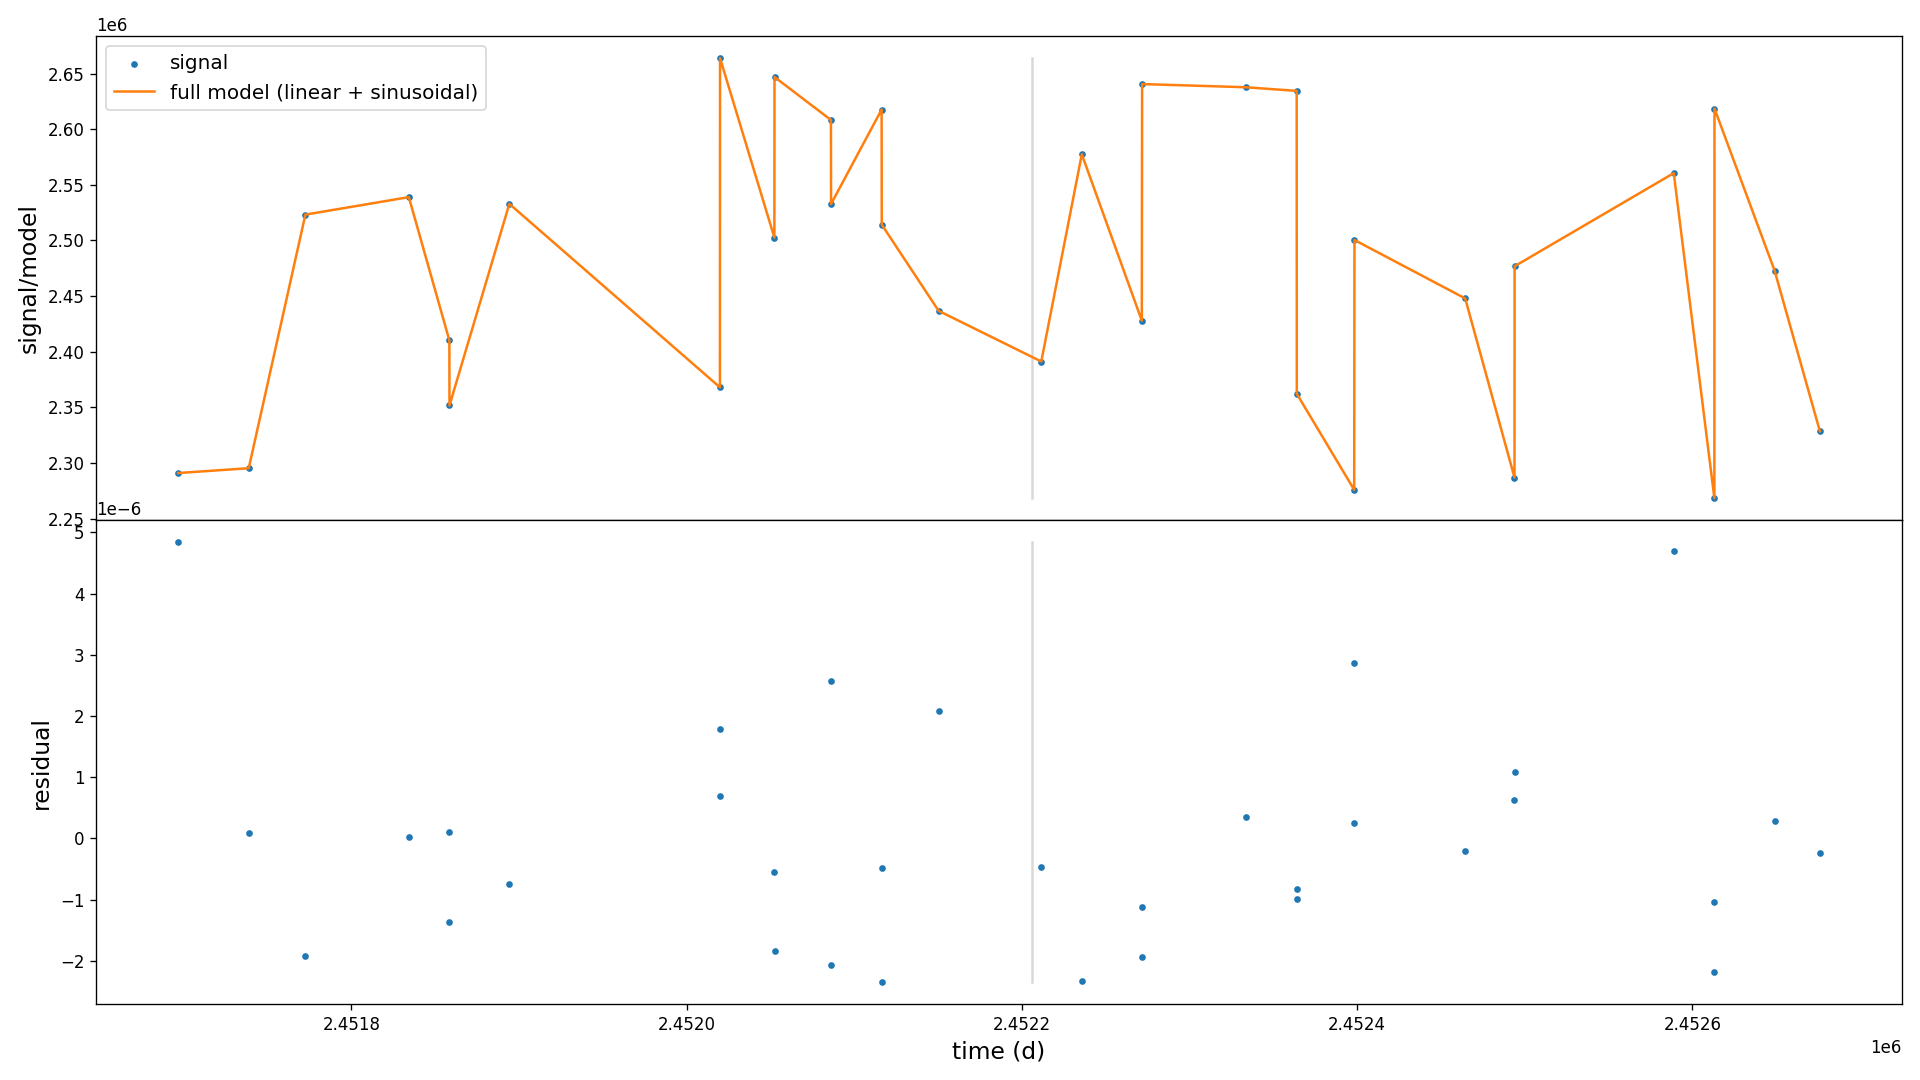 1e6
signal
full model (linear + sinusoidal)
2.65
2.60
2.55
2.50
2.45
2.40
2.35
2.30
2.25
signal/model
1e−6
5
4
3
2
1
0
−1
−2
residual
2.4518
2.4520
2.4522
2.4524
2.4526
time (d)
1e6